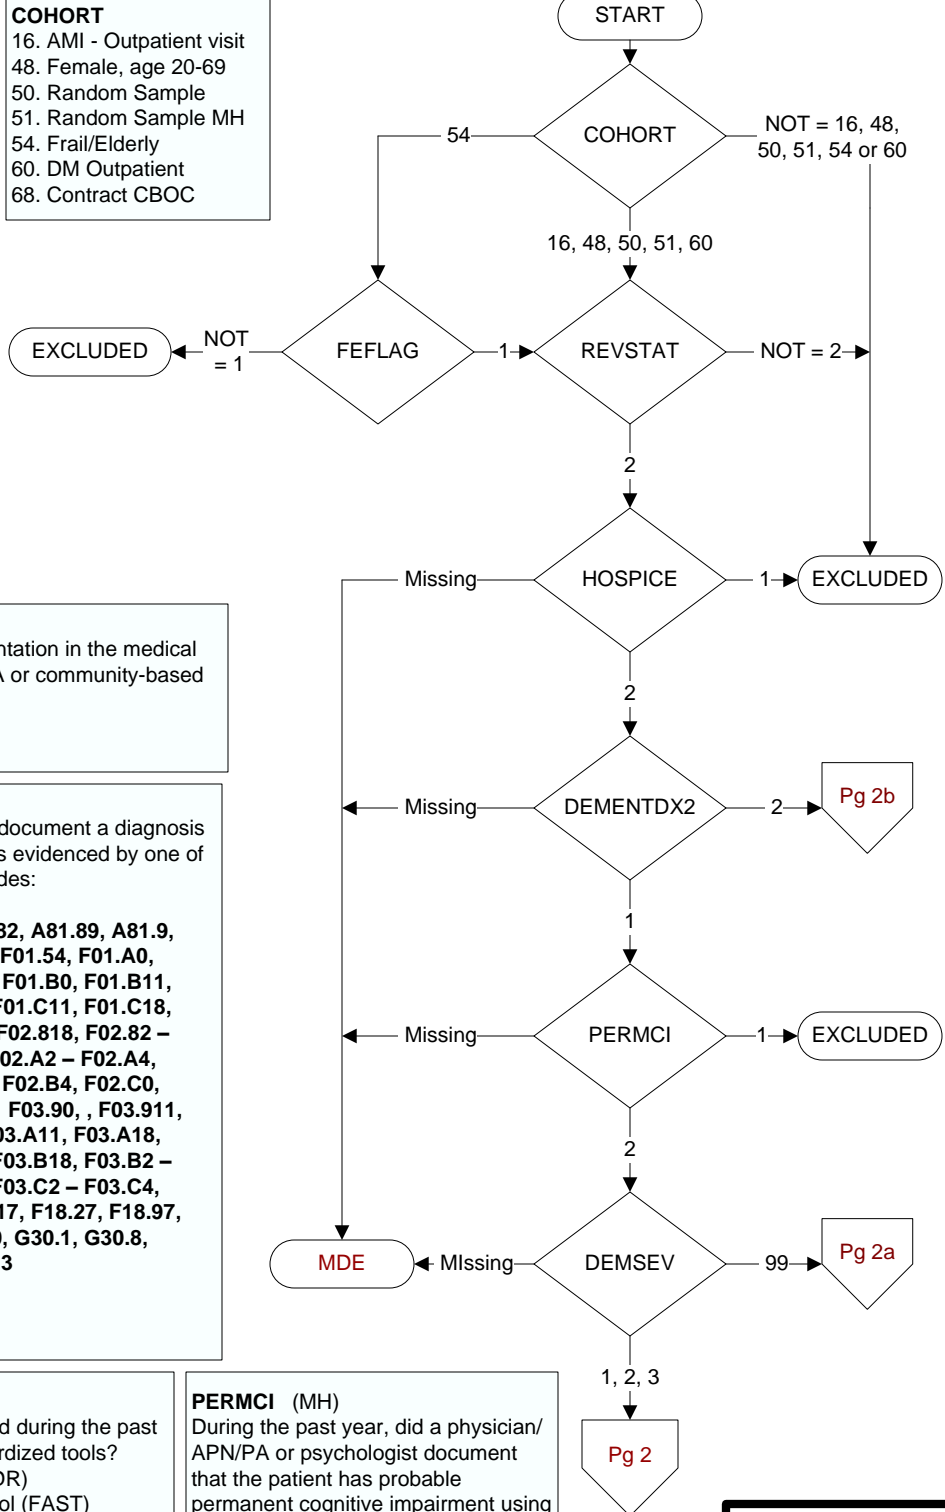 COHORT
16. AMI - Outpatient visit
48. Female, age 20-69
50. Random Sample
51. Random Sample MH
54. Frail/Elderly
60. DM Outpatient
68. Contract CBOC
START
COHORT
54
NOT = 16, 48,
50, 51, 54 or 60
16, 48, 50, 51, 60
EXCLUDED
NOT
= 1
FEFLAG
1
REVSTAT
NOT = 2
2
Missing
HOSPICE
1
EXCLUDED
2
ntation in the medical
A or community-based
Missing
DEMENTDX2
2
Pg 2b
1
document a diagnosis
s evidenced by one of
des:
82, A81.89, A81.9,
F01.54, F01.A0,
F01.B0, F01.B11,
F01.C11, F01.C18,
F02.818, F02.82 –
02.A2 – F02.A4,
F02.B4, F02.C0,
F03.90, , F03.911,
03.A11, F03.A18,
F03.B18, F03.B2 –
F03.C2 – F03.C4,
17, F18.27, F18.97,
, G30.1, G30.8,
3
Missing
PERMCI
1
EXCLUDED
2
MDE
MIssing
DEMSEV
99
Pg 2a
1, 2, 3
Pg 2
d during the past
rdized tools?
DR)
ol (FAST)
PERMCI (MH)
During the past year, did a physician/
APN/PA or psychologist document
that the patient has probable
permanent cognitive impairment using